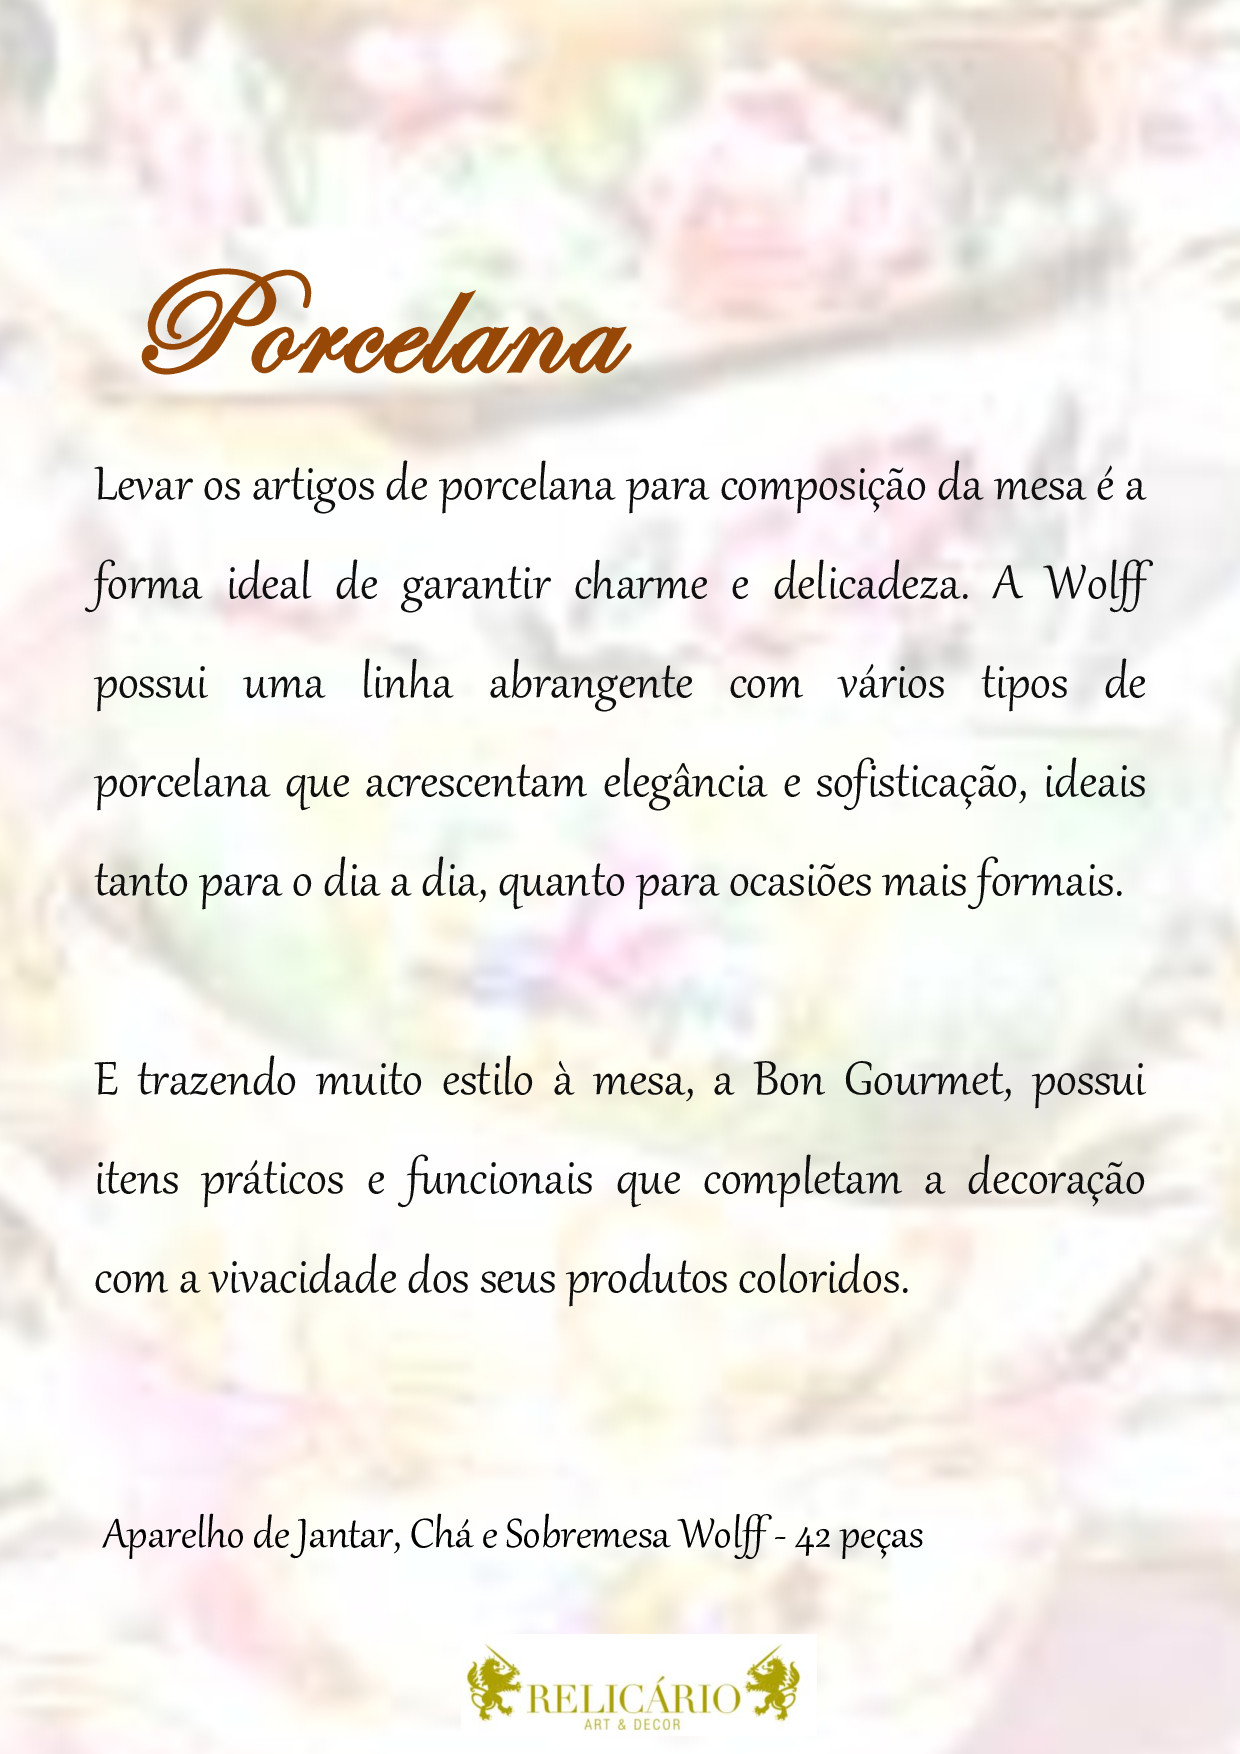 Porcelana
Levar os artigos de porcelana para composição da mesa é a
forma ideal de garantir charme e delicadeza. A Wolff
possui uma linha abrangente com vários tipos de
porcelana que acrescentam elegância e sofisticação, ideais
tanto para o dia a dia, quanto para ocasiões mais formais.
E trazendo muito estilo à mesa, a Bon Gourmet, possui
itens práticos e funcionais que completam a decoração
com a vivacidade dos seus produtos coloridos.
Aparelho de Jantar, Chá e Sobremesa Wolff - 42 peças
RELICÁRIO
ART & DECOR